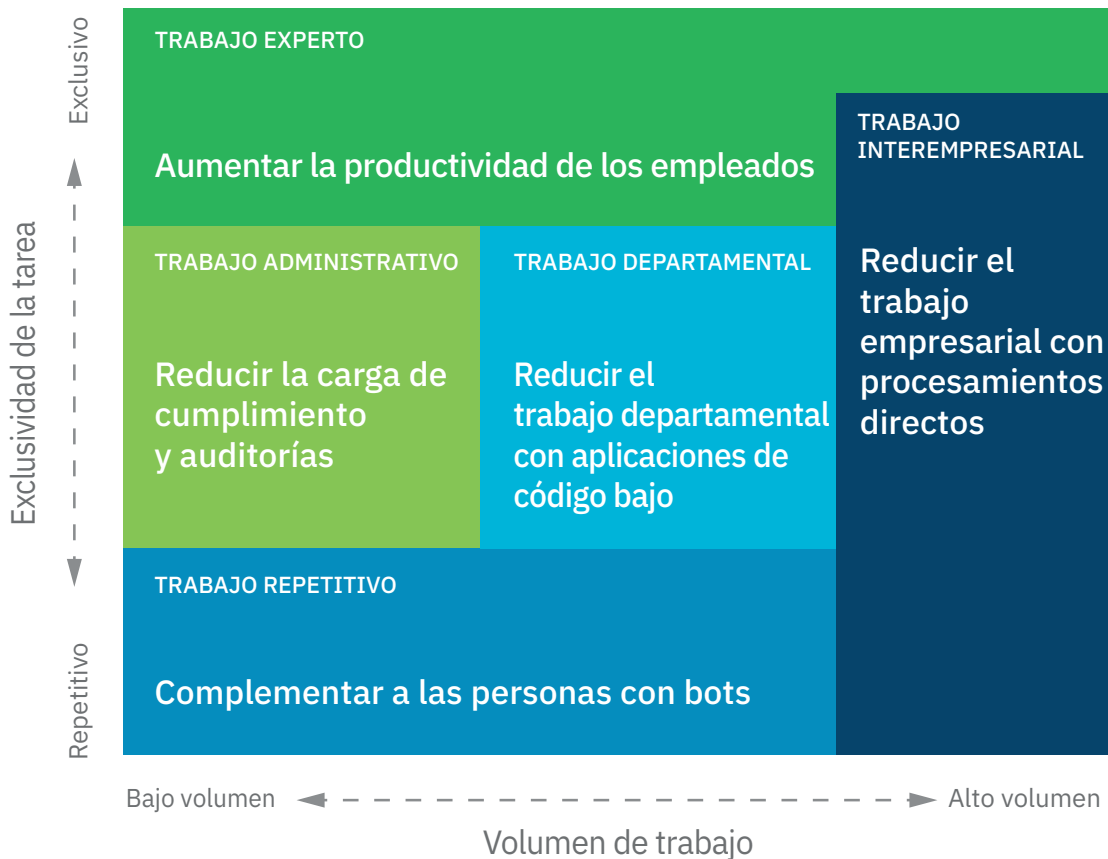 Exclusividad de la tarea
Exclusivo
Repetitivo
TRABAJO EXPERTO
Aumentar la productividad de los empleados
TRABAJO
INTEREMPRESARIAL
Reducir el
trabajo
empresarial con
procesamientos
directos
TRABAJO ADMINISTRATIVO
Reducir la carga de
cumplimiento
y auditorías
TRABAJO DEPARTAMENTAL
Reducir el
trabajo departamental
con aplicaciones de
código bajo
TRABAJO REPETITIVO
Complementar a las personas con bots
Bajo volumen
Alto volumen
Volumen de trabajo